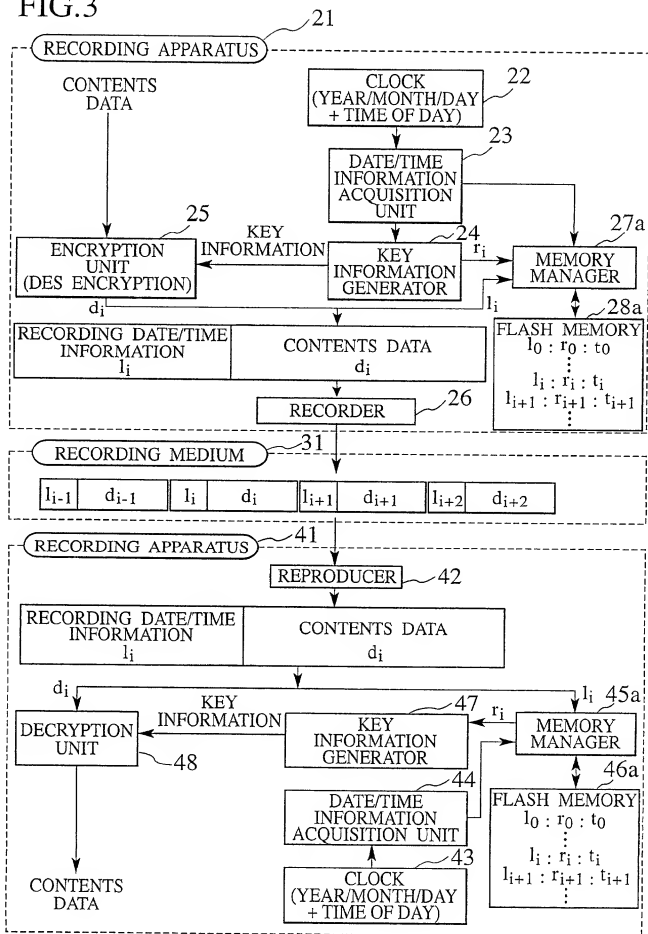 FIG.3
RECORDING APPARATUS
21
CONTENTS
DATA
CLOCK
(YEAR/MONTH/DAY
+ TIME OF DAY)
22
DATE/TIME
INFORMATION
ACQUISITION
UNIT
23
25
ENCRYPTION
UNIT
(DES ENCRYPTION)
KEY
INFORMATION
24
KEY
INFORMATION
GENERATOR
ri
27a
MEMORY
MANAGER
di
li
28a
FLASH MEMORY
l0 : r0 : t0
⋮
li : ri : ti
li+1 : ri+1 : ti+1
⋮
RECORDING DATE/TIME
INFORMATION
li
CONTENTS DATA
di
RECORDER
26
RECORDING MEDIUM
31
li-1 di-1 li di li+1 di+1 li+2 di+2
RECORDING APPARATUS
41
REPRODUCER
42
RECORDING DATE/TIME
INFORMATION
li
CONTENTS DATA
di
di
li
DECRYPTION
UNIT
48
KEY
INFORMATION
47
KEY
INFORMATION
GENERATOR
ri
45a
MEMORY
MANAGER
44
DATE/TIME
INFORMATION
ACQUISITION UNIT
46a
FLASH MEMORY
l0 : r0 : t0
⋮
li : ri : ti
li+1 : ri+1 : ti+1
⋮
43
CLOCK
(YEAR/MONTH/DAY
+ TIME OF DAY)
CONTENTS
DATA